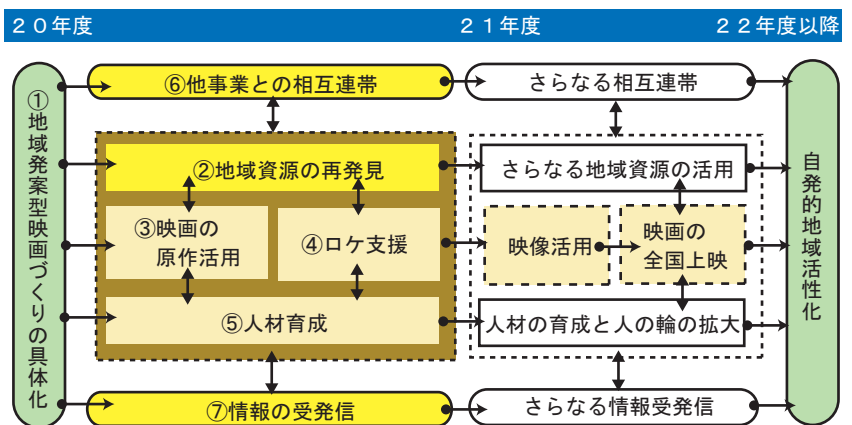 ２０年度
２１年度
２２年度以降
①地域発案型映画づくりの具体化
⑥他事業との相互連帯
さらなる相互連帯
②地域資源の再発見
さらなる地域資源の活用
③映画の
原作活用
④ロケ支援
映像活用
映画の
全国上映
⑤人材育成
人材の育成と人の輪の拡大
⑦情報の受発信
さらなる情報受発信
自発的地域活性化